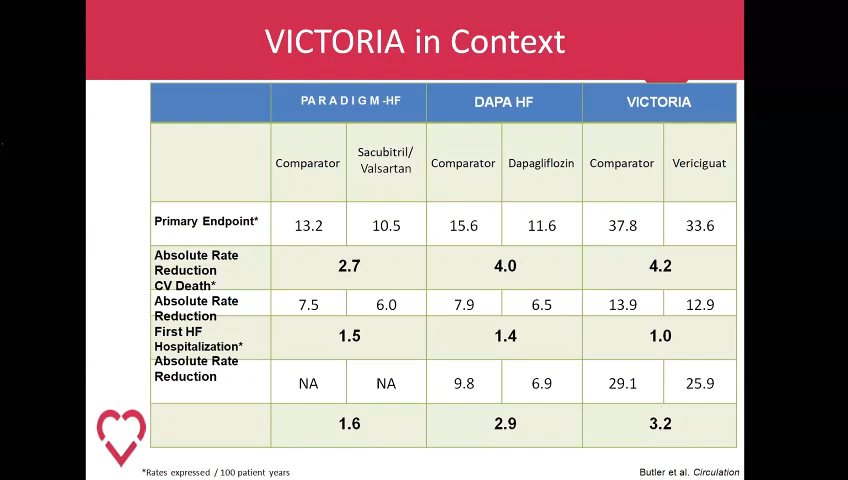 VICTORIA in Context
P A R A D I G M -HF DAPA HF VICTORIA
Comparator Sacubitril/ Valsartan Comparator Dapagliflozin Comparator Vericiguat
Primary Endpoint* 13.2 10.5 15.6 11.6 37.8 33.6
Absolute Rate
Reduction 2.7 4.0 4.2
CV Death*
Absolute Rate 7.5 6.0 7.9 6.5 13.9 12.9
Reduction
First HF 1.5 1.4 1.0
Hospitalization*
Absolute Rate
Reduction NA NA 9.8 6.9 29.1 25.9
1.6 2.9 3.2
*Rates expressed / 100 patient years
Butler et al. Circulation